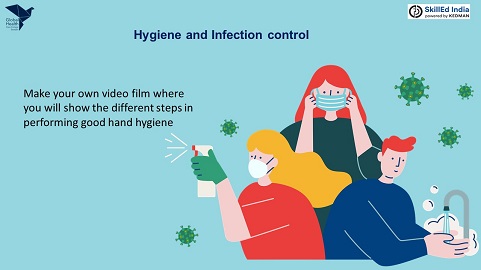 Global
Health
SkillEd India
powered by KEDMAN
Hygiene and Infection control
Make your own video film where
you will show the different steps in
performing good hand hygiene